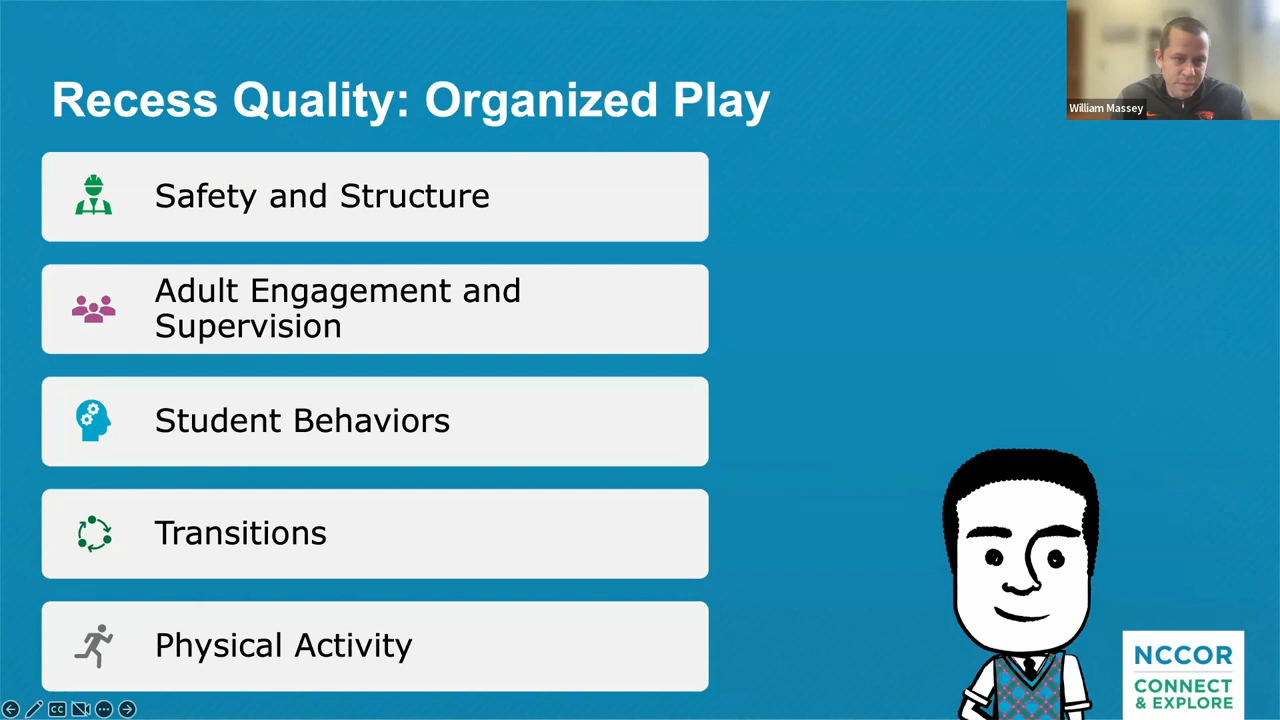 Recess Quality: Organized Play
William Massey
Safety and Structure
Adult Engagement and
Supervision
Student Behaviors
Transitions
Physical Activity
CC
NCCOR
CONNECT
& EXPLORE